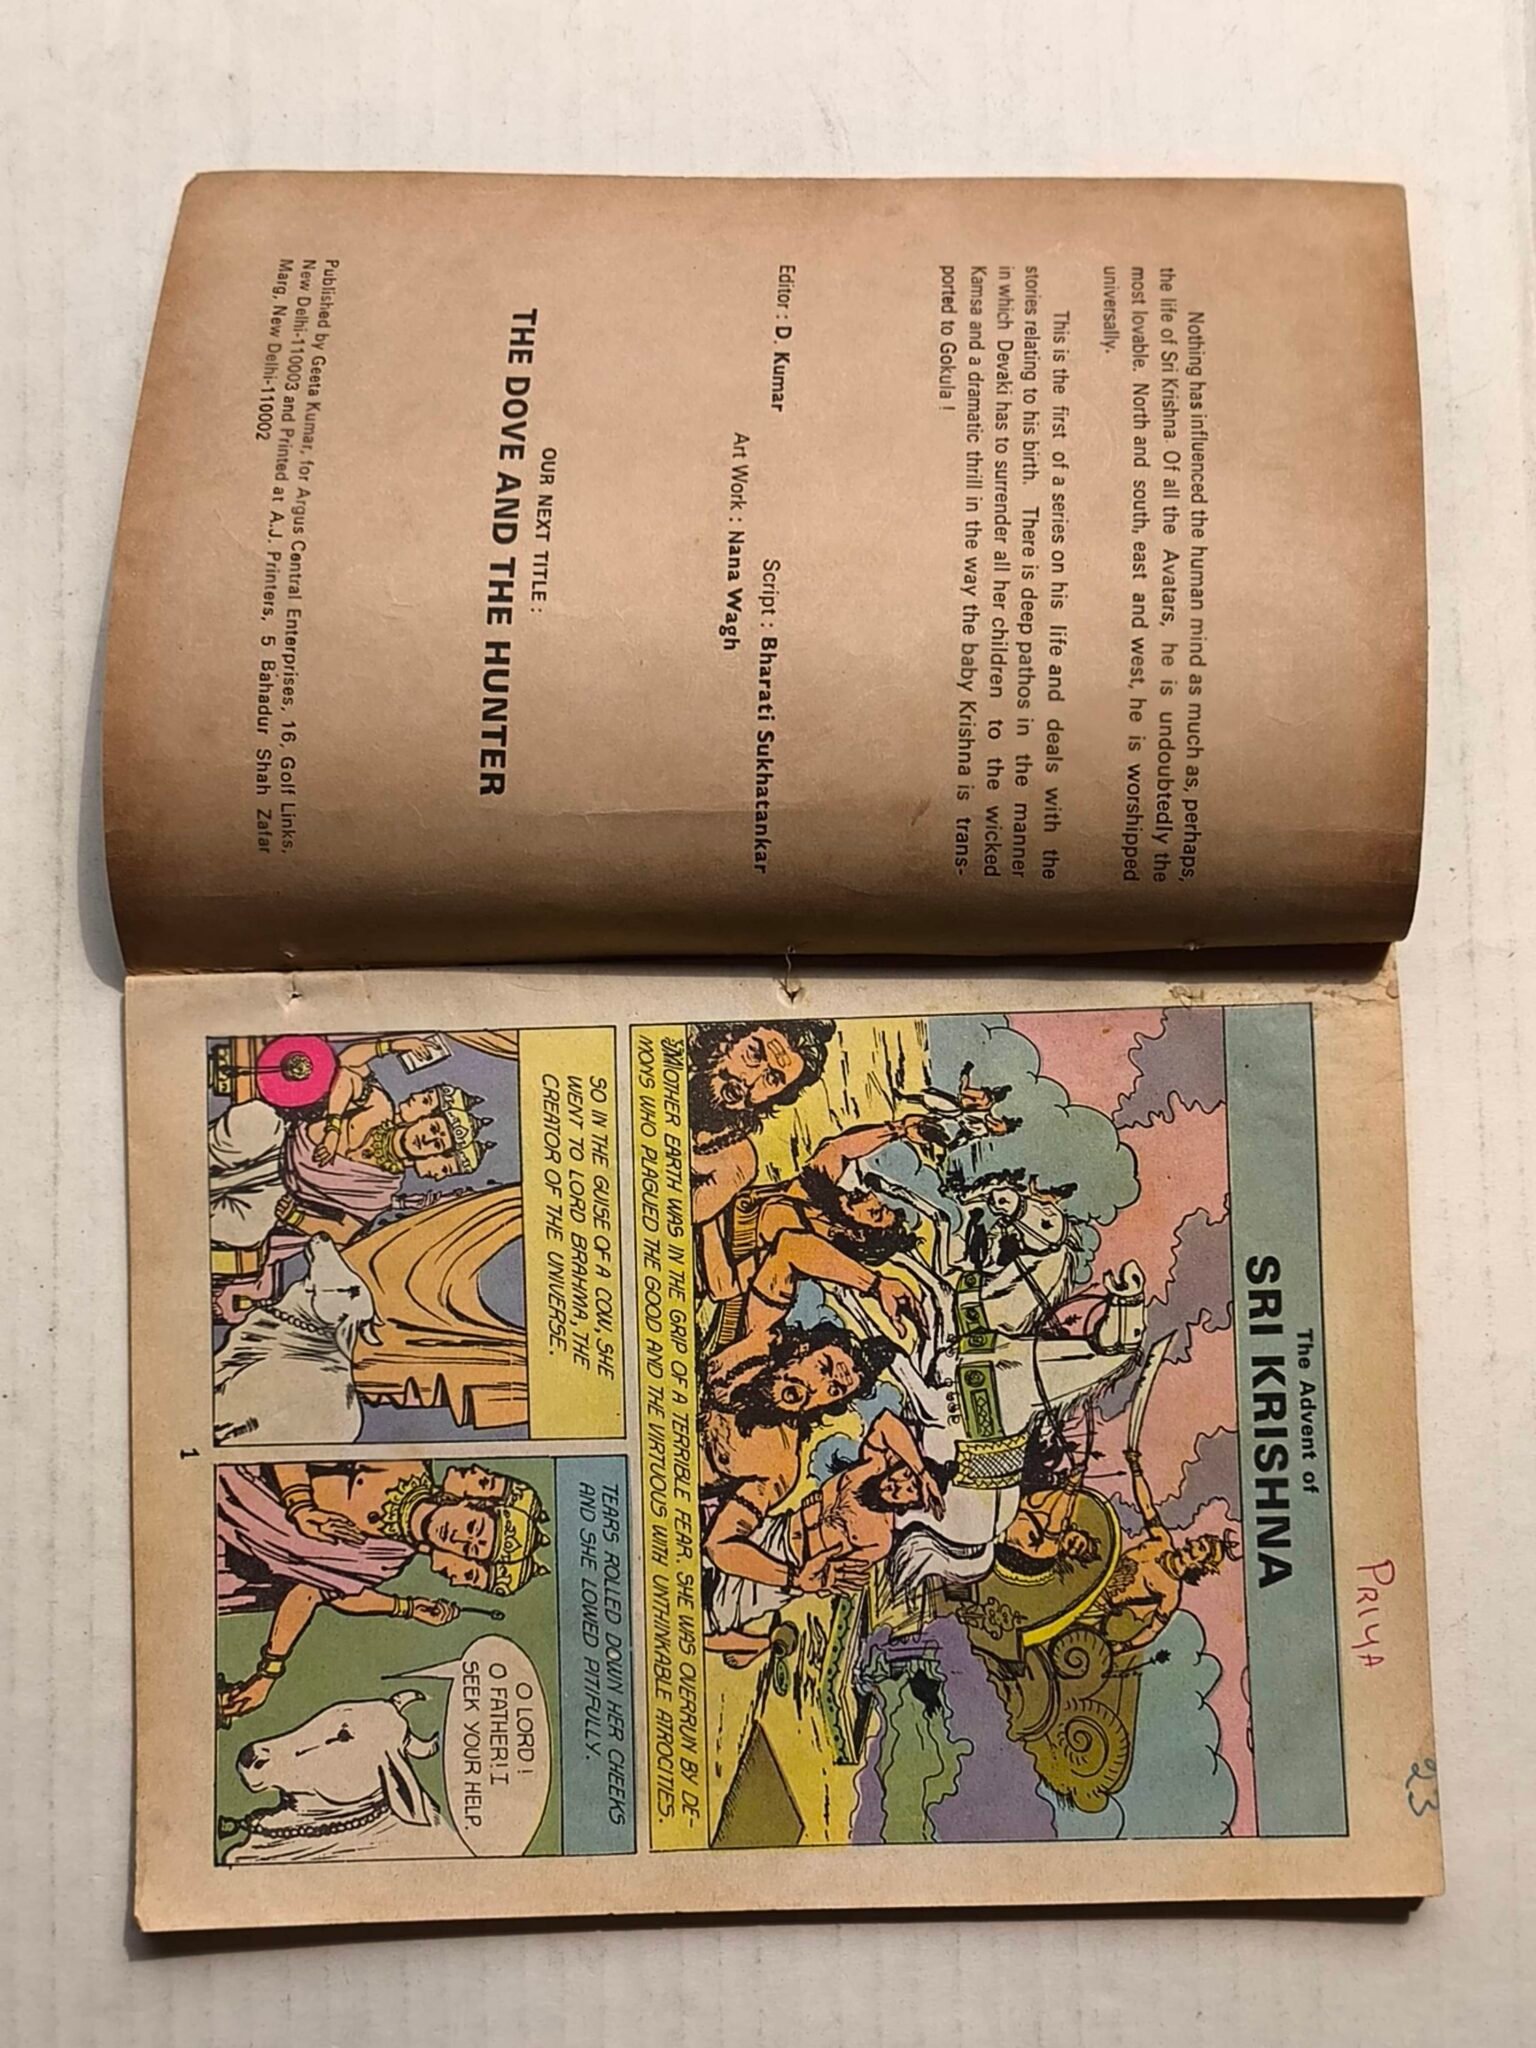 Nothing has influenced the human mind as much as, perhaps,
the life of Sri Krishna. Of all the Avatars, he is undoubtedly the
most lovable. North and south, east and west, he is worshipped
universally.
This is the first of a series on his life and deals with the
stories relating to his birth. There is deep pathos in the manner
in which Devaki has to surrender all her children to the wicked
Kamsa and a dramatic thrill in the way the baby Krishna is trans-
ported to Gokula !
Editor : D. Kumar
Script : Bharati Sukhatankar
Art Work : Nana Wagh
OUR NEXT TITLE :
THE DOVE AND THE HUNTER
Published by Geeta Kumar, for Argus Central Enterprises, 16, Golf Links,
New Delhi-110003 and Printed at A.J. Printers, 5 Bahadur Shah Zafar
Marg, New Delhi-110002
PRIYA
23
The Advent of
SRI KRISHNA
MOTHER EARTH WAS IN THE GRIP OF A TERRIBLE FEAR. SHE WAS OVERRUN BY DE-
MONS WHO PLAGUED THE GOOD AND THE VIRTUOUS WITH UNTHINKABLE ATROCITIES.
SO IN THE GUISE OF A COW, SHE
WENT TO LORD BRAHMA, THE
CREATOR OF THE UNIVERSE.
TEARS ROLLED DOWN HER CHEEKS
AND SHE LOWED PITIFULLY.
O LORD!
O FATHER! I
SEEK YOUR HELP.
1